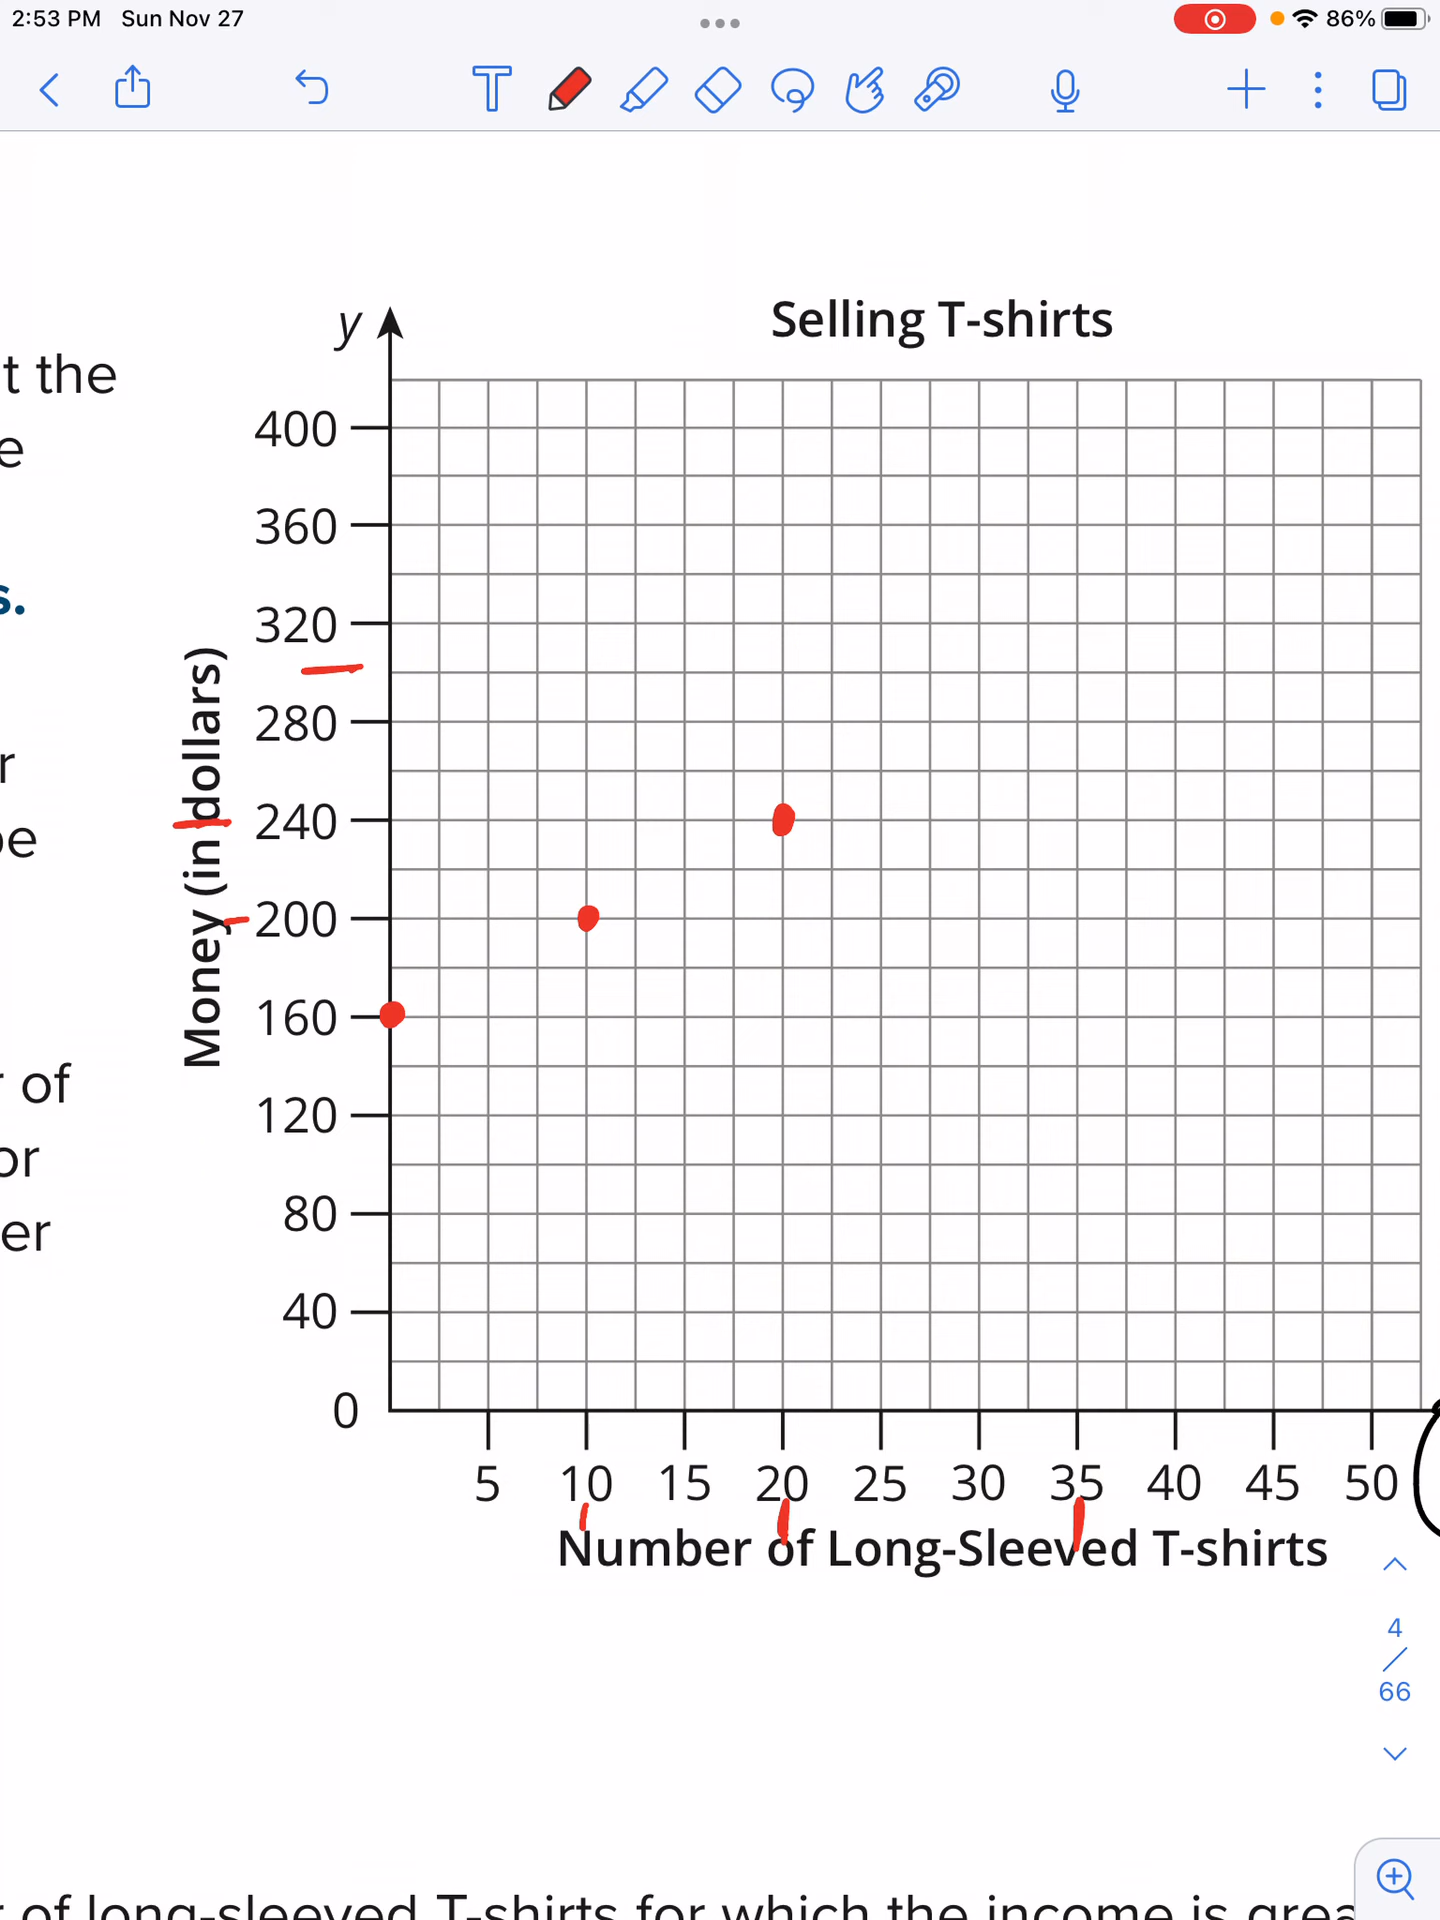 2:53 PM Sun Nov 27
86%
Selling T-shirts
y
t the
e
s.
r
be
r of
or
er
Money (in dollars)
400
360
320
280
240
200
160
120
80
40
0
5 10 15 20 25 30 35 40 45 50
Number of Long-Sleeved T-shirts
4
/
66
r of long-sleeved T-shirts for which the income is grea